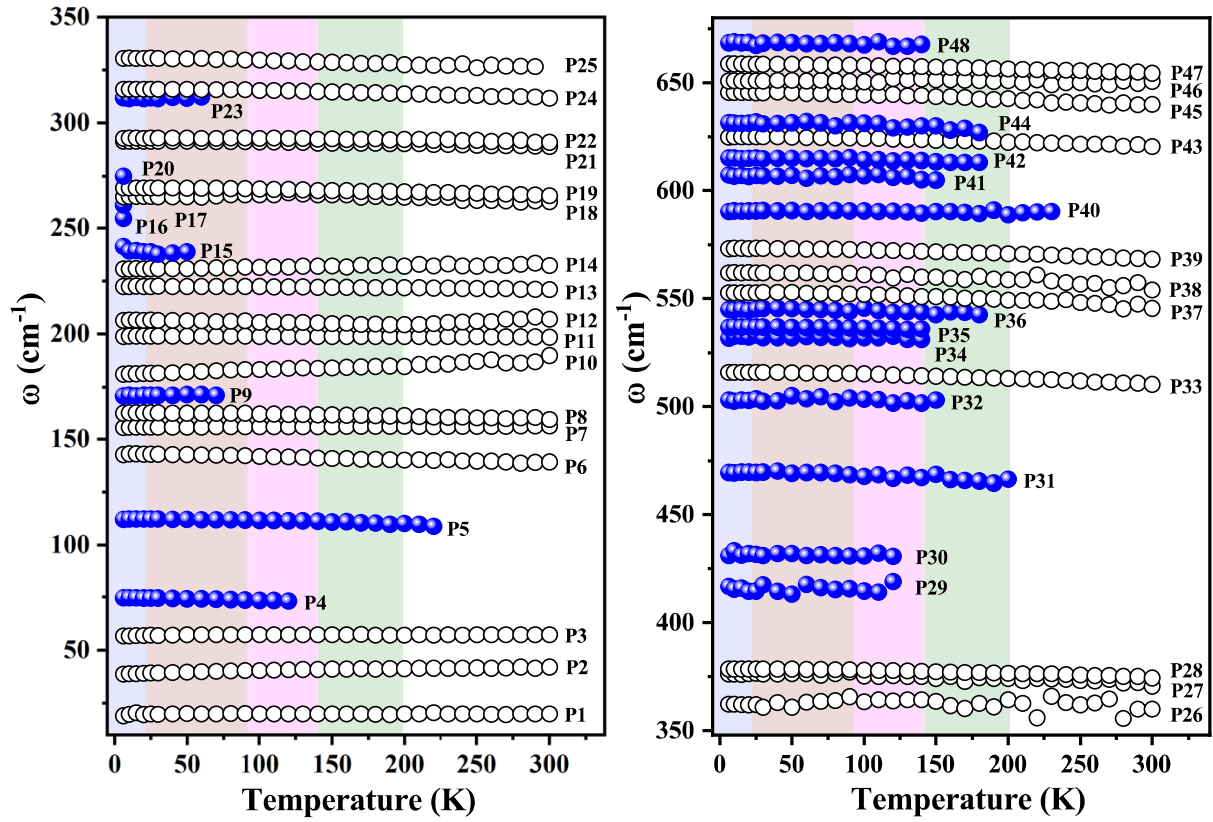 350
300
250
200
150
100
50
ω (cm⁻¹)
P25
P24
P23
P22
P21
P20
P19
P18
P17
P16
P15
P14
P13
P12
P11
P10
P9
P8
P7
P6
P5
P4
P3
P2
P1
0 50 100 150 200 250 300
Temperature (K)
650
600
550
500
450
400
350
ω (cm⁻¹)
P48
P47
P46
P45
P44
P43
P42
P41
P40
P39
P38
P37
P36
P35
P34
P33
P32
P31
P30
P29
P28
P27
P26
0 50 100 150 200 250 300
Temperature (K)